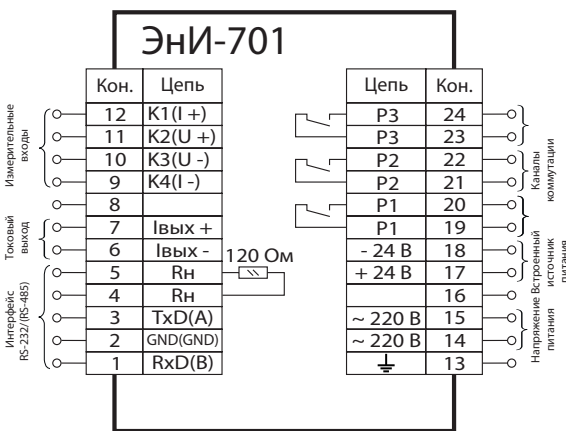 ЭнИ-701
Кон. Цепь
12 K1(I +)
11 K2(U +)
10 K3(U -)
9 K4(I -)
8
7 Iвых +
6 Iвых -
5 Rн
4 Rн
3 TxD(A)
2 GND(GND)
1 RxD(B)
Измерительные
входы
Токовый
выход
Интерфейс
RS-232/(RS-485)
120 Ом
Цепь Кон.
P3 24
P3 23
P2 22
P2 21
P1 20
P1 19
- 24 В 18
+ 24 В 17
16
~ 220 В 15
~ 220 В 14
13
Каналы
коммутации
Встроенный
источник
питания
Напряжение
питания